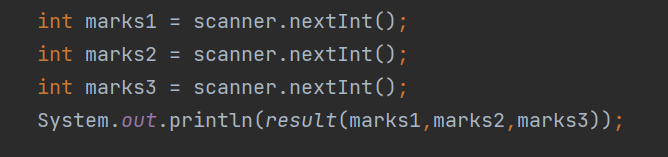 int marks1 = scanner.nextInt();
int marks2 = scanner.nextInt();
int marks3 = scanner.nextInt();
System.out.println(result(marks1,marks2,marks3));